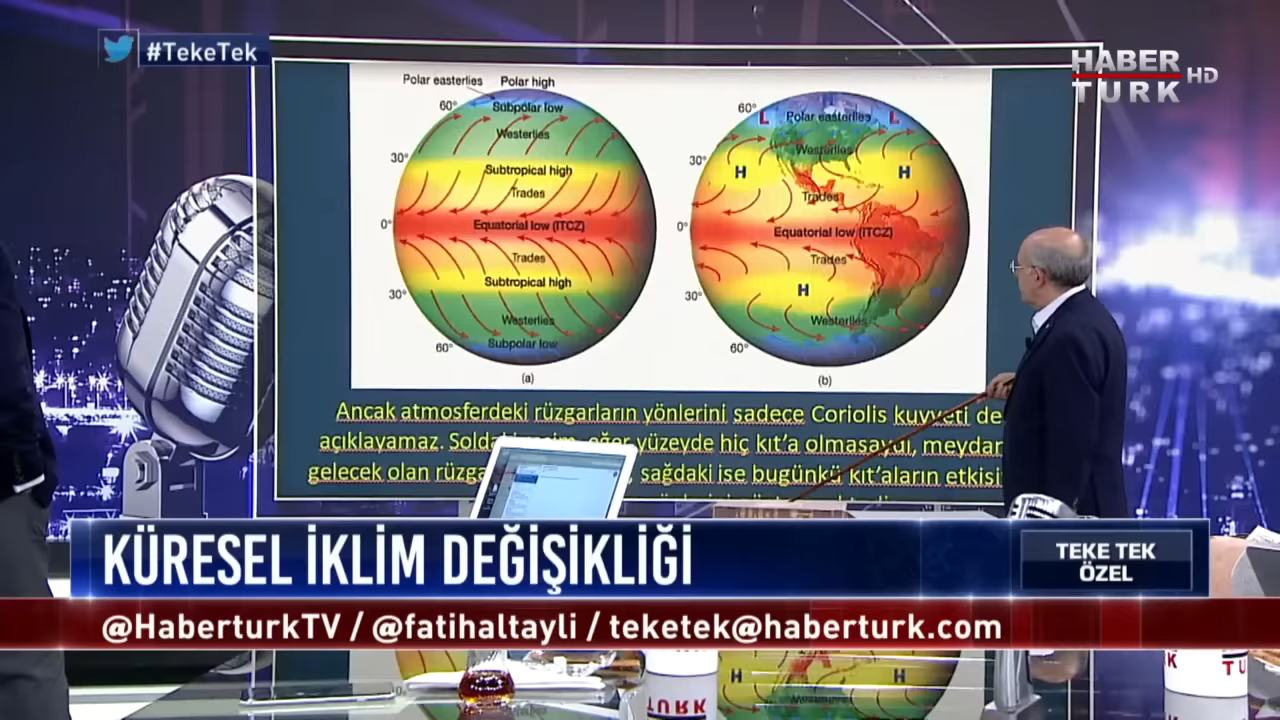 #TekeTek
HABER
TURK HD
Polar easterlies Polar high
60° Subpolar low
Westerlies
30°
Subtropical high
Trades
0° Equatorial low (ITCZ)
Trades
Subtropical high
30°
Westerlies
60° Subpolar low
(a)
60° L Polar easterlies L
Westerlies
30°
H H
Trades
0° Equatorial low (ITCZ)
Trades
H
30°
Westerlies
60°
(b)
Ancak atmosferdeki rüzgarların yönlerini sadece Coriolis kuvveti de
açıklayamaz. eğer yüzeyde hiç kıt'a olmasaydı, meydan
gelecek olan sağdaki ise bugünkü kıt'aların etkisi
KÜRESEL İKLİM DEĞİŞİKLİĞİ
TEKE TEK
ÖZEL
@HaberturkTV / @fatihaltayli / teketek@haberturk.com
H H
TURK
K TU